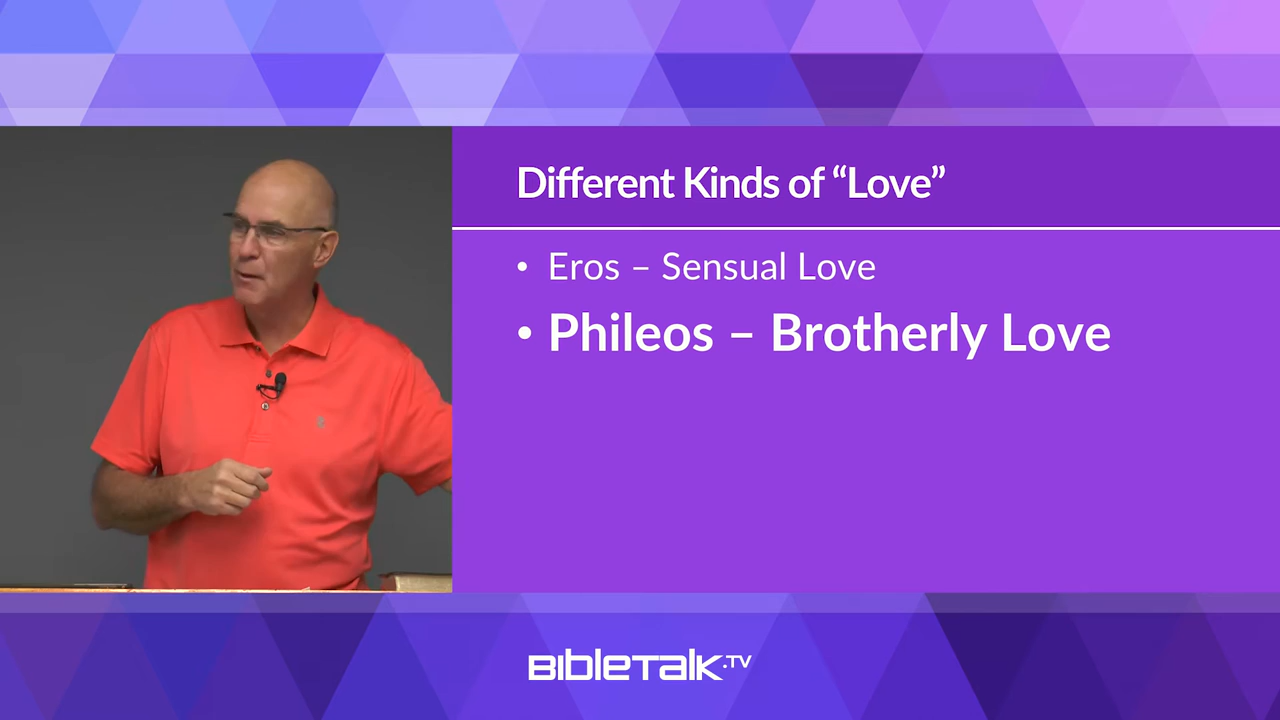 Different Kinds of “Love”
• Eros – Sensual Love
• Phileos – Brotherly Love
BIBLETALK.TV